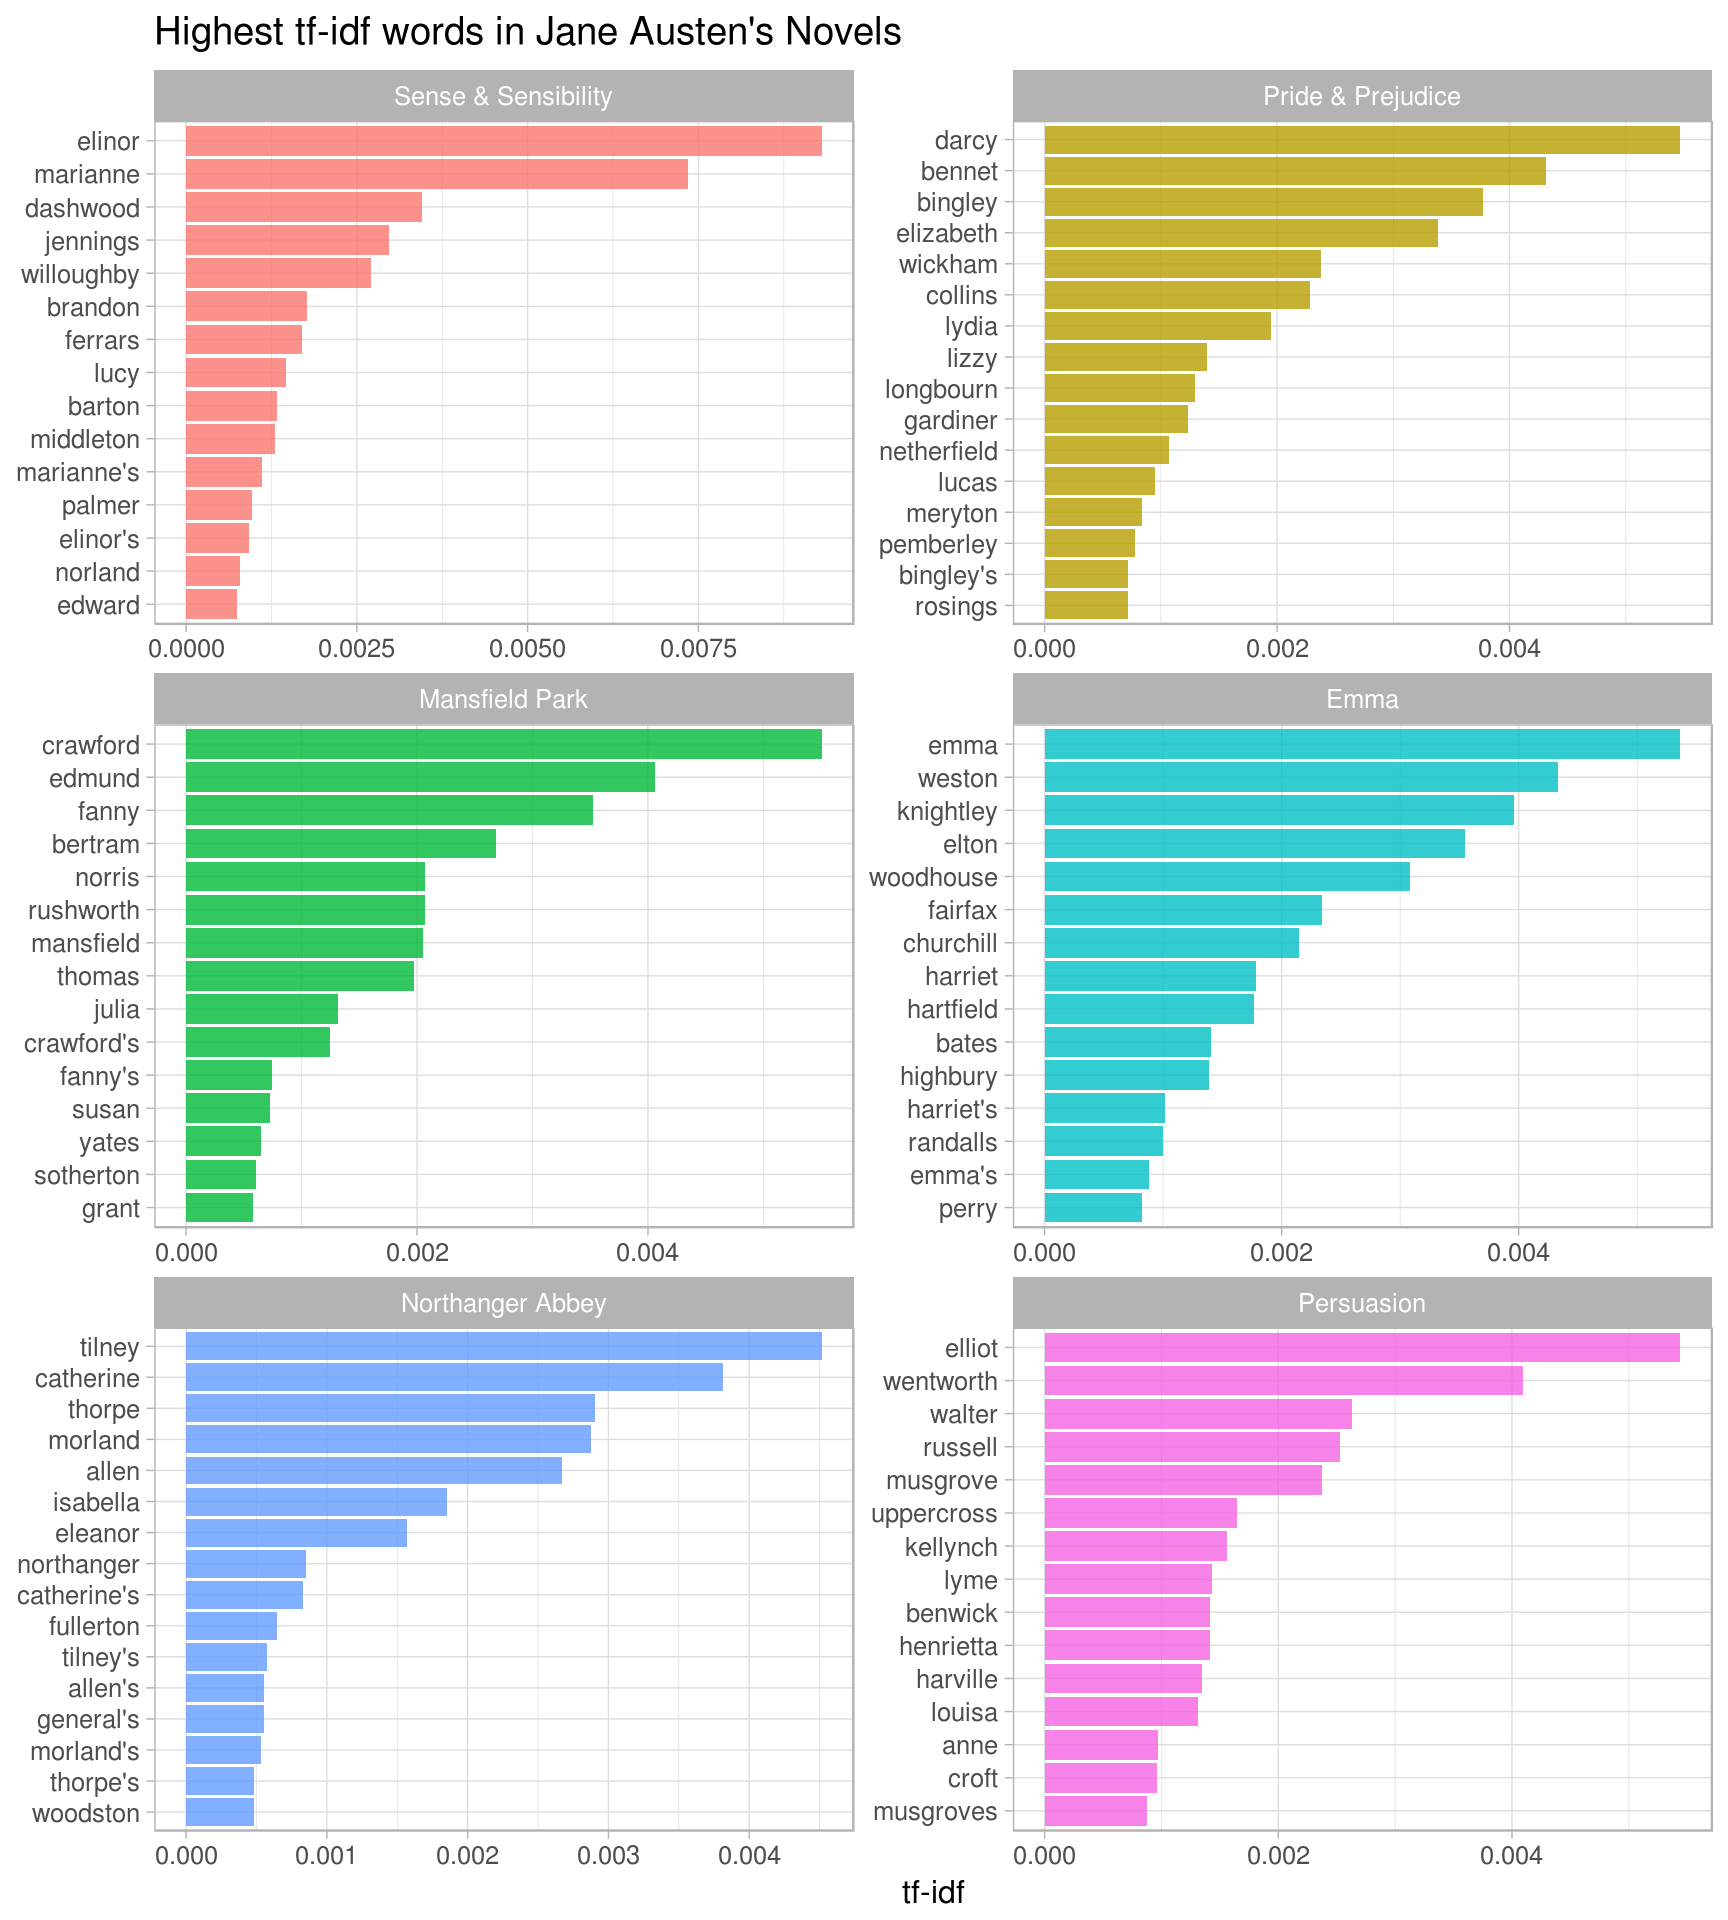 Highest tf-idf words in Jane Austen's Novels
Sense & Sensibility
elinor
marianne
dashwood
jennings
willoughby
brandon
ferrars
lucy
barton
middleton
marianne's
palmer
elinor's
norland
edward
0.0000 0.0025 0.0050 0.0075
Pride & Prejudice
darcy
bennet
bingley
elizabeth
wickham
collins
lydia
lizzy
longbourn
gardiner
netherfield
lucas
meryton
pemberley
bingley's
rosings
0.000 0.002 0.004
Mansfield Park
crawford
edmund
fanny
bertram
norris
rushworth
mansfield
thomas
julia
crawford's
fanny's
susan
yates
sotherton
grant
0.000 0.002 0.004
Emma
emma
weston
knightley
elton
woodhouse
fairfax
churchill
harriet
hartfield
bates
highbury
harriet's
randalls
emma's
perry
0.000 0.002 0.004
Northanger Abbey
tilney
catherine
thorpe
morland
allen
isabella
eleanor
northanger
catherine's
fullerton
tilney's
allen's
general's
morland's
thorpe's
woodston
0.000 0.001 0.002 0.003 0.004
Persuasion
elliot
wentworth
walter
russell
musgrove
uppercross
kellynch
lyme
benwick
henrietta
harville
louisa
anne
croft
musgroves
0.000 0.002 0.004
tf-idf